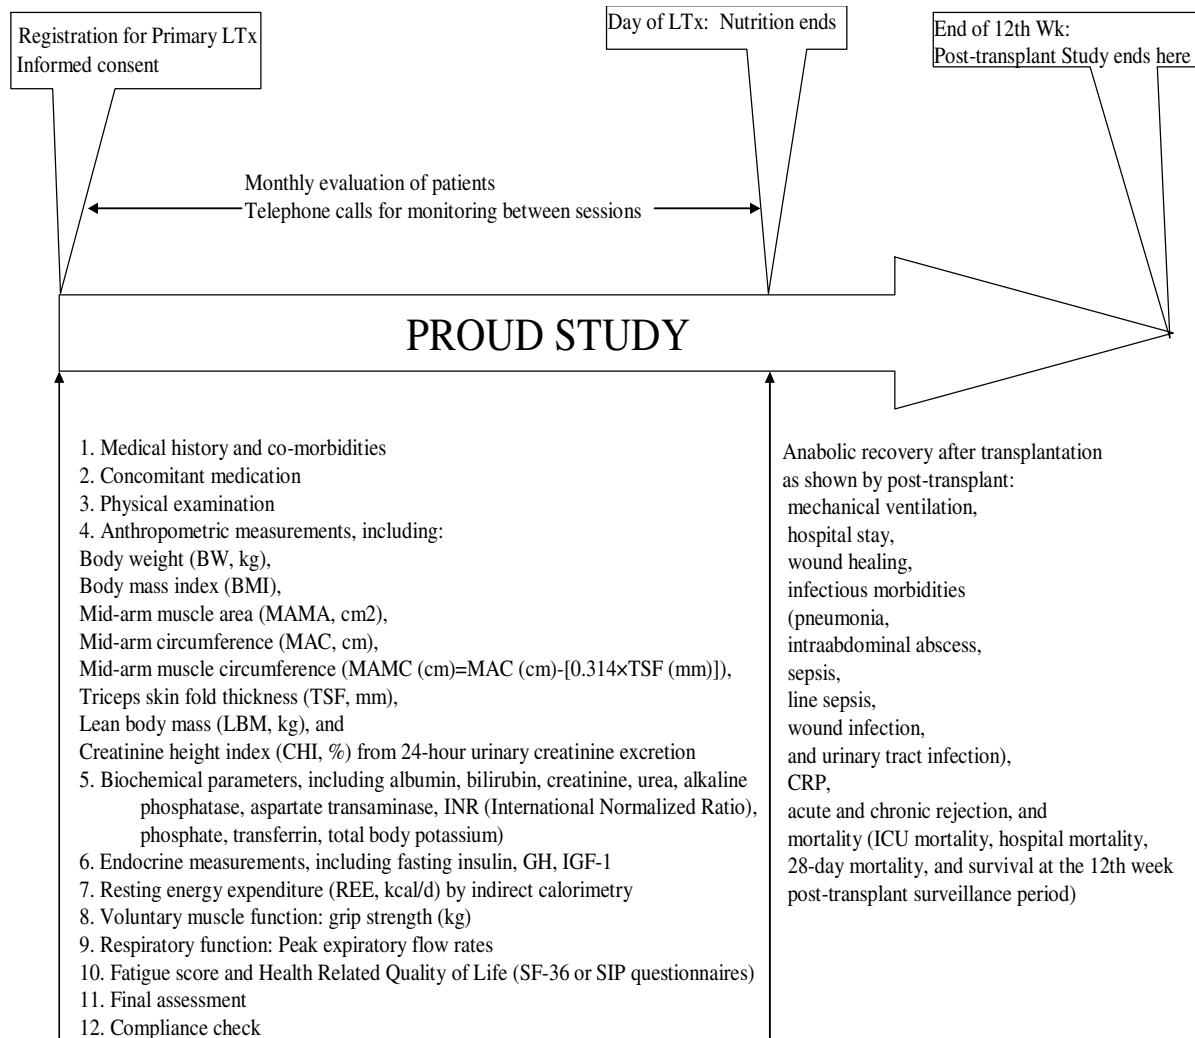 Registration for Primary LTx
Informed consent
Day of LTx: Nutrition ends
End of 12th Wk:
Post-transplant Study ends here
Monthly evaluation of patients
Telephone calls for monitoring between sessions
PROUD STUDY
1. Medical history and co-morbidities
2. Concomitant medication
3. Physical examination
4. Anthropometric measurements, including:
Body weight (BW, kg),
Body mass index (BMI),
Mid-arm muscle area (MAMA, cm2),
Mid-arm circumference (MAC, cm),
Mid-arm muscle circumference (MAMC (cm)=MAC (cm)-[0.314×TSF (mm)]),
Triceps skin fold thickness (TSF, mm),
Lean body mass (LBM, kg), and
Creatinine height index (CHI, %) from 24-hour urinary creatinine excretion
5. Biochemical parameters, including albumin, bilirubin, creatinine, urea, alkaline
phosphatase, aspartate transaminase, INR (International Normalized Ratio),
phosphate, transferrin, total body potassium)
6. Endocrine measurements, including fasting insulin, GH, IGF-1
7. Resting energy expenditure (REE, kcal/d) by indirect calorimetry
8. Voluntary muscle function: grip strength (kg)
9. Respiratory function: Peak expiratory flow rates
10. Fatigue score and Health Related Quality of Life (SF-36 or SIP questionnaires)
11. Final assessment
12. Compliance check
Anabolic recovery after transplantation
as shown by post-transplant:
mechanical ventilation,
hospital stay,
wound healing,
infectious morbidities
(pneumonia,
intraabdominal abscess,
sepsis,
line sepsis,
wound infection,
and urinary tract infection),
CRP,
acute and chronic rejection, and
mortality (ICU mortality, hospital mortality,
28-day mortality, and survival at the 12th week
post-transplant surveillance period)